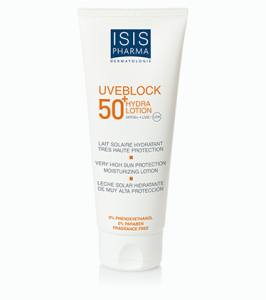 ISIS
PHARMA
DERMATOLOGIE
UVEBLOCK
50+ HYDRA
LOTION
LAIT SOLAIRE HYDRATANT
TRÈS HAUTE PROTECTION
VERY HIGH SUN PROTECTION
MOISTURIZING LOTION
LECHE SOLAR HIDRATANTE
DE MUY ALTA PROTECCIÓN
0% PHENOXYETHANOL
0% PARABEN
FRAGRANCE FREE